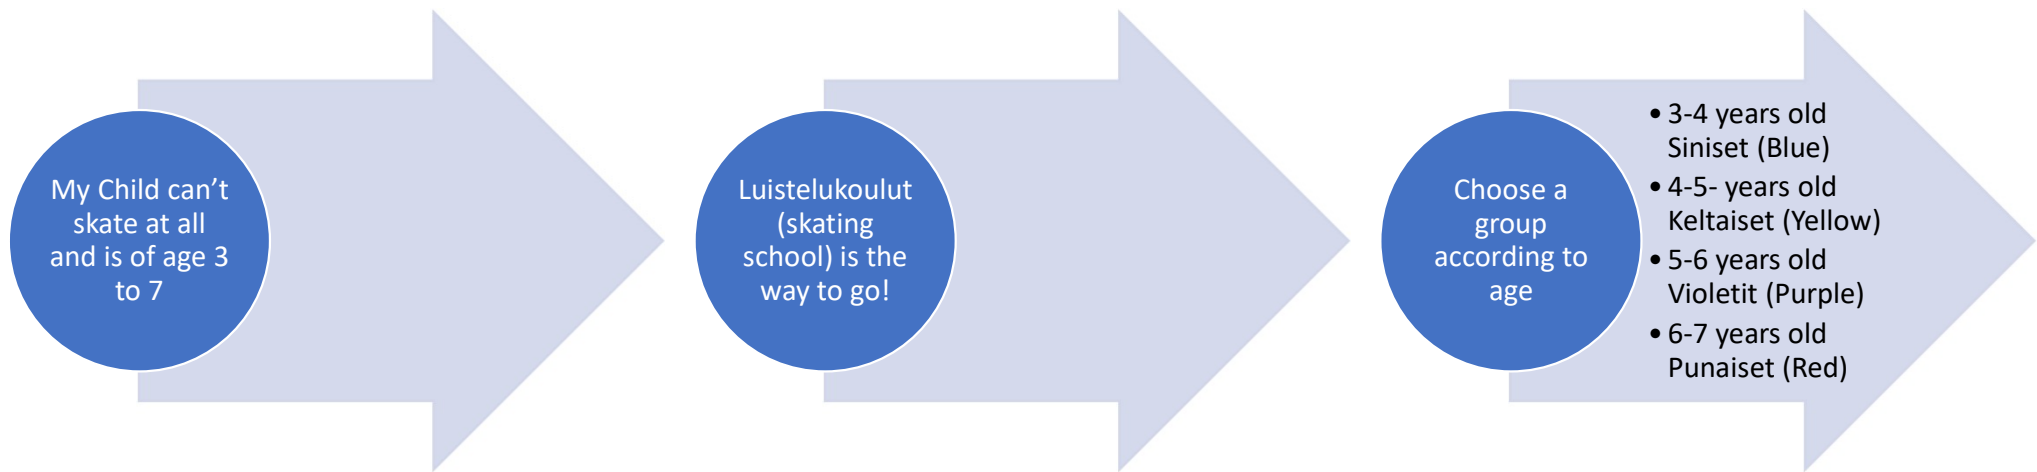 My Child can't
skate at all
and is of age 3
to 7
Luistelukoulut
(skating
school) is the
way to go!
Choose a
group
according to
age
• 3-4 years old
Siniset (Blue)
• 4-5- years old
Keltaiset (Yellow)
• 5-6 years old
Violetit (Purple)
• 6-7 years old
Punaiset (Red)